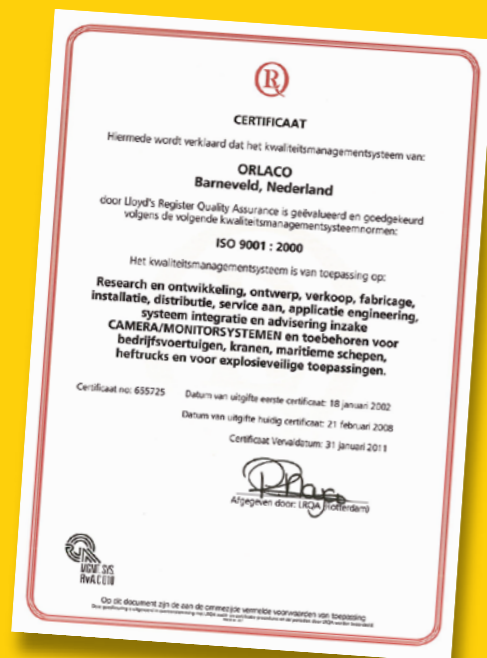 R
CERTIFICAAT
Hiermede wordt verklaard dat het kwaliteitsmanagementsysteem van:
ORLACO
Barneveld, Nederland
door Lloyd's Register Quality Assurance is geëvalueerd en goedgekeurd
volgens de volgende kwaliteitsmanagementsysteemnormen:
ISO 9001 : 2000
Het kwaliteitsmanagementsysteem is van toepassing op:
Research en ontwikkeling, ontwerp, verkoop, fabricage,
installatie, distributie, service aan, applicatie engineering,
systeem integratie en advisering inzake
CAMERA/MONITORSYSTEMEN en toebehoren voor
bedrijfsvoertuigen, kranen, maritieme schepen,
heftrucks en voor explosieveilige toepassingen.
Certificaat no: 655725 Datum van uitgifte eerste certificaat: 18 januari 2002
Datum van uitgifte huidig certificaat: 21 februari 2008
Certificaat Vervaldatum: 31 januari 2011
Afgegeven door: LRQA Rotterdam
MGMT. SYS.
RvA C 018
Op dit document zijn de aan de ommezijde vermelde voorwaarden van toepassing